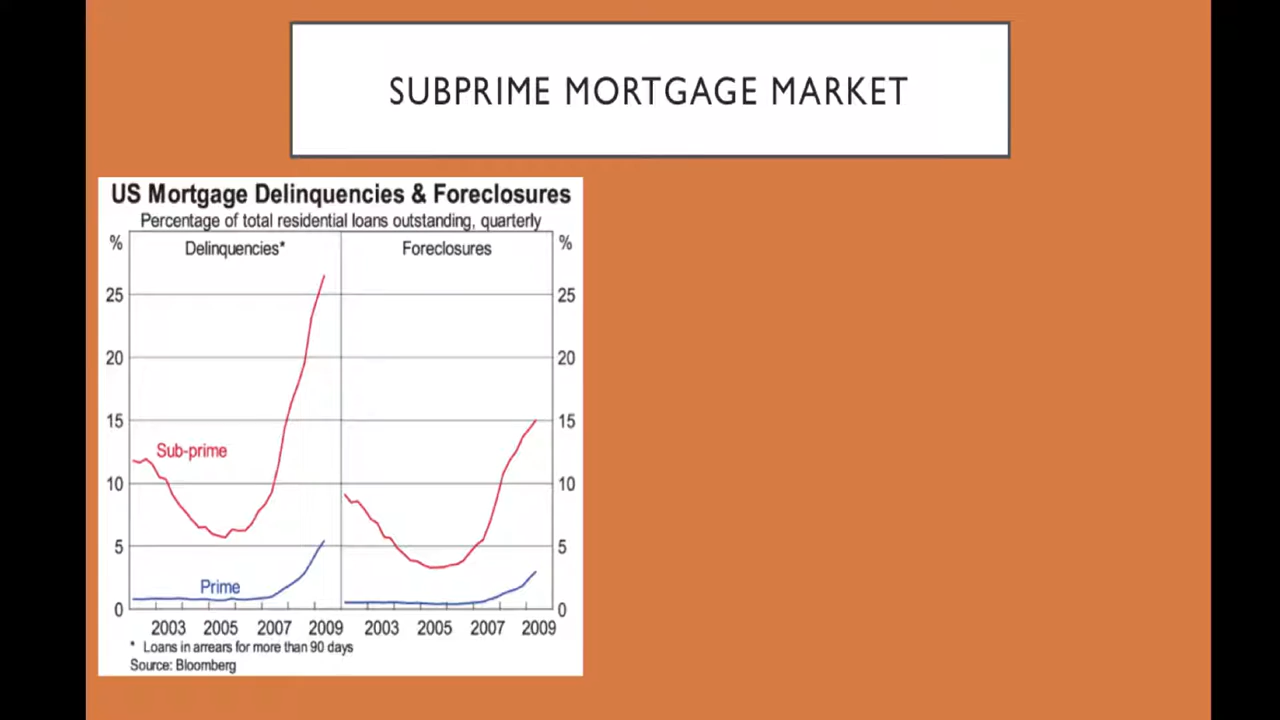 SUBPRIME MORTGAGE MARKET
US Mortgage Delinquencies & Foreclosures
Percentage of total residential loans outstanding, quarterly
% Delinquencies* Foreclosures %
25 25
20 20
15 15
Sub-prime
10 10
5 5
Prime
0 0
2003 2005 2007 2009 2003 2005 2007 2009
* Loans in arrears for more than 90 days
Source: Bloomberg